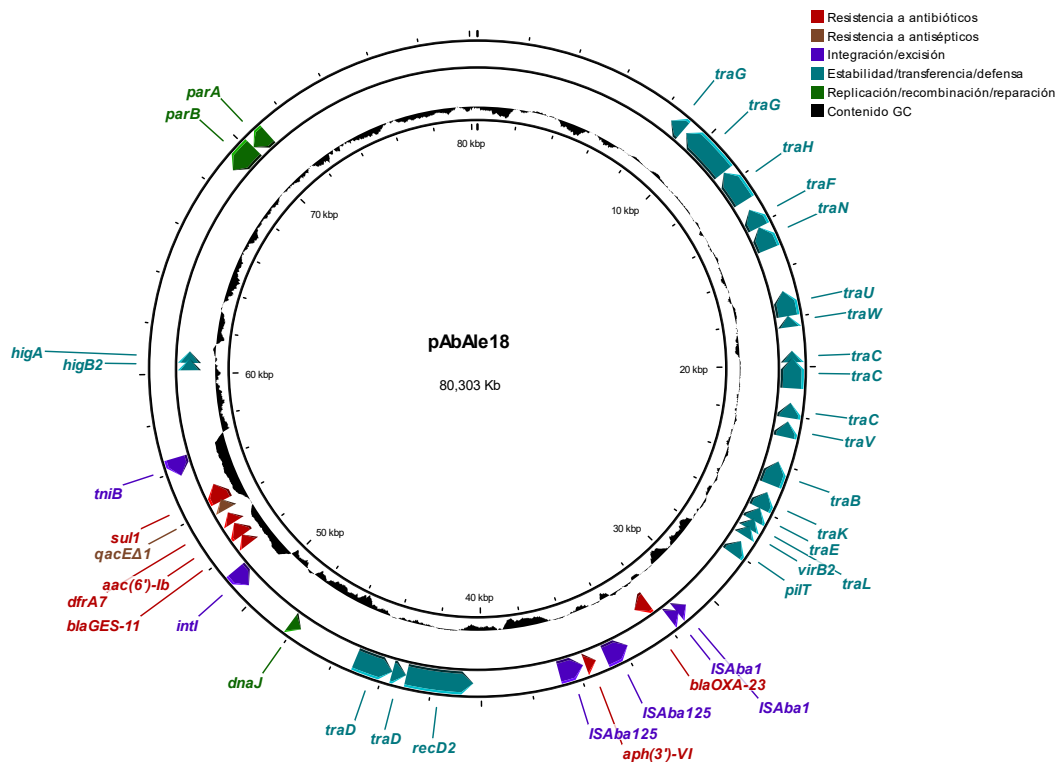 Resistencia a antibióticos
Resistencia a antisépticos
Integración/excisión
Estabilidad/transferencia/defensa
Replicación/recombinación/reparación
Contenido GC
traG
traG
traH
traF
traN
traU
traW
traC
traC
traC
traV
traB
traK
traE
traL
virB2
pilT
ISAba1
ISAba1
blaOXA-23
ISAba125
aph(3')-VI
ISAba125
recD2
traD
traD
dnaJ
intI
blaGES-11
dfrA7
aac(6')-Ib
qacEΔ1
sul1
tniB
higB2
higA
parB
parA
80 kbp
10 kbp
20 kbp
30 kbp
40 kbp
50 kbp
60 kbp
70 kbp
pAbAle18
80,303 Kb